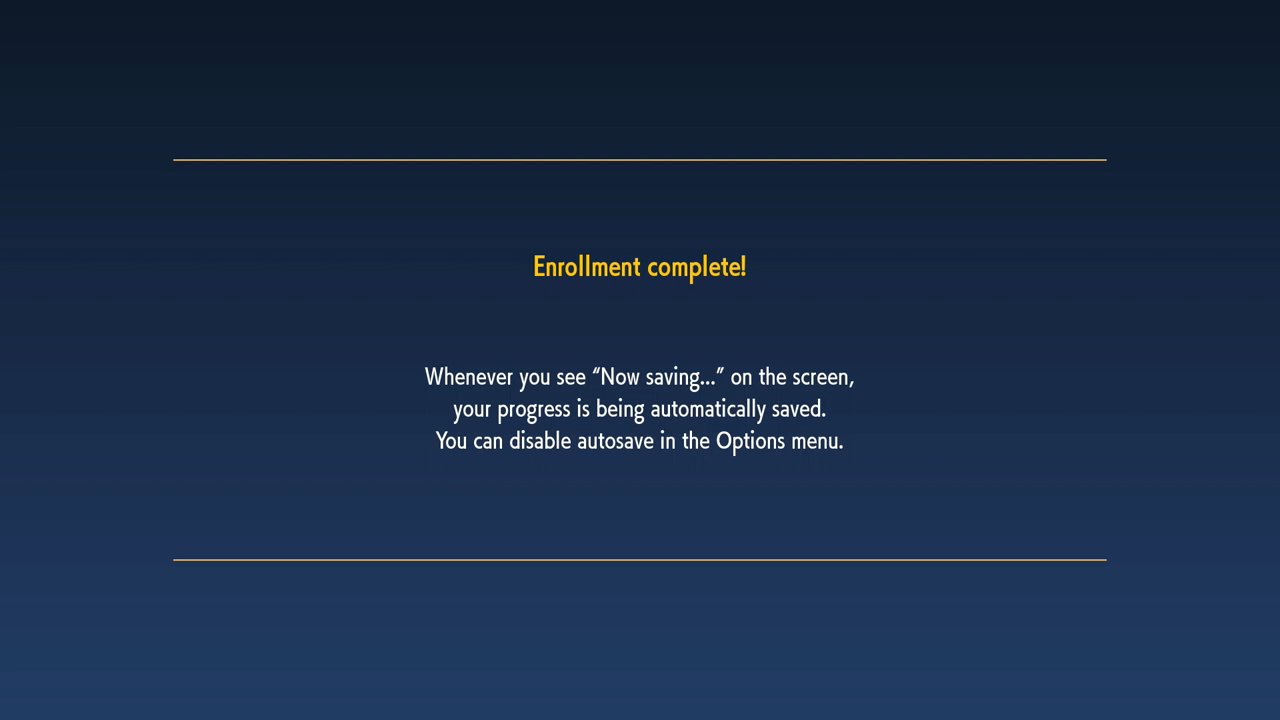 Enrollment complete!
Whenever you see “Now saving...” on the screen,
your progress is being automatically saved.
You can disable autosave in the Options menu.